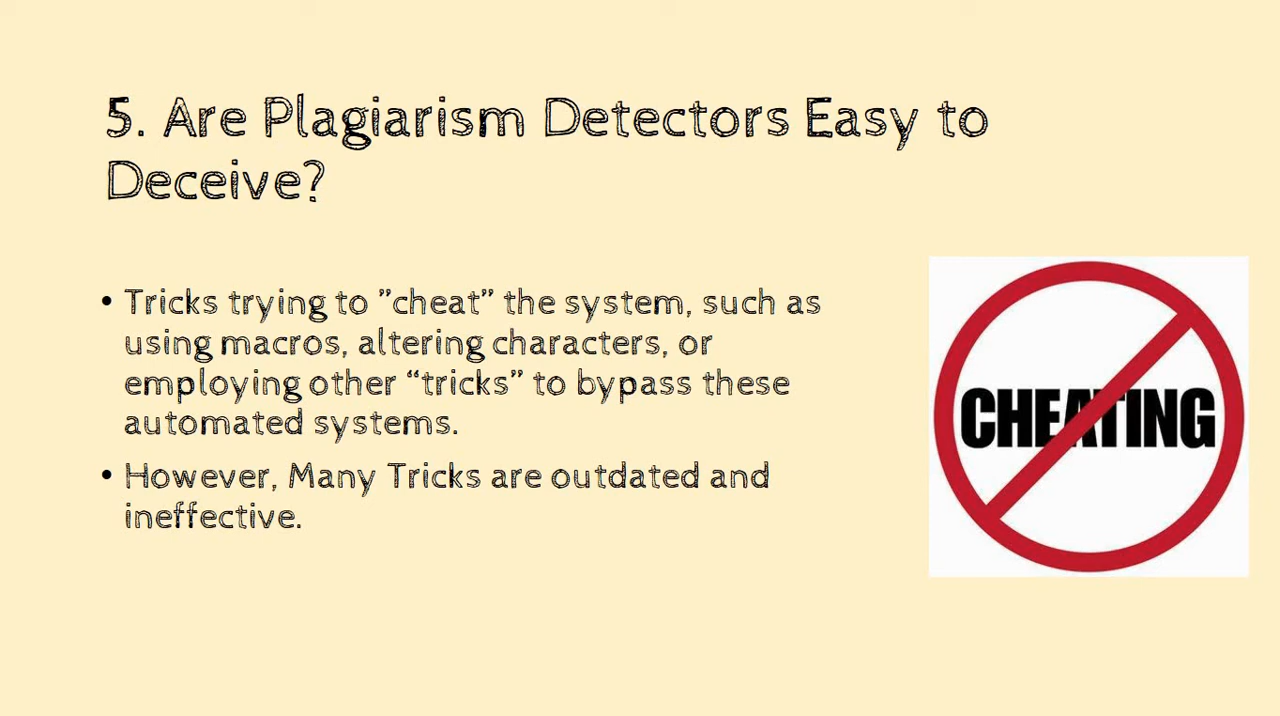 5. Are Plagiarism Detectors Easy to
Deceive?
• Tricks trying to ”cheat” the system, such as
using macros, altering characters, or
employing other “tricks” to bypass these
automated systems.
• However, Many Tricks are outdated and
ineffective.
CHEATING